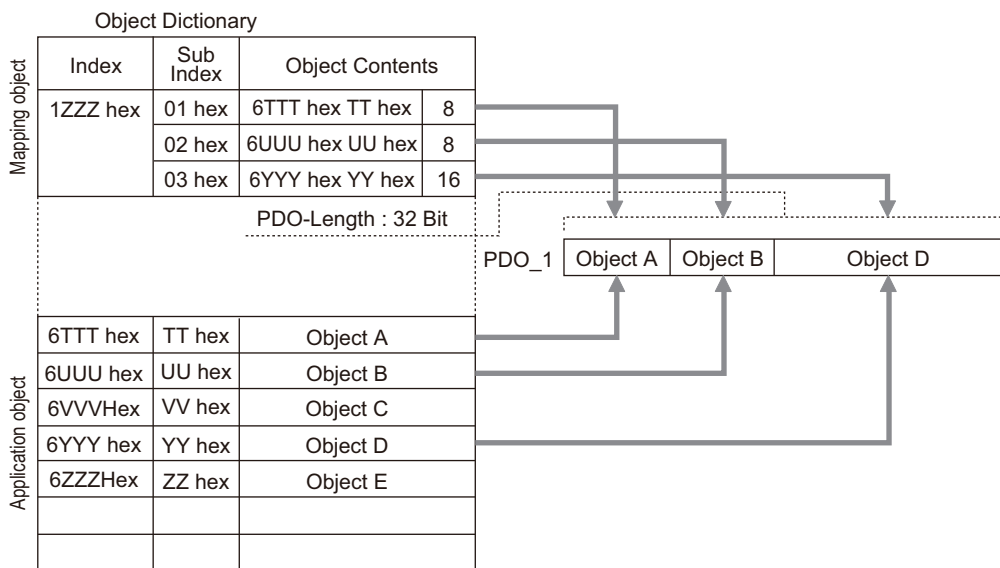 Object Dictionary
Mapping object
Index Sub Index Object Contents
1ZZZ hex 01 hex 6TTT hex TT hex 8
02 hex 6UUU hex UU hex 8
03 hex 6YYY hex YY hex 16
PDO-Length : 32 Bit
PDO_1 Object A Object B Object D
Application object
6TTT hex TT hex Object A
6UUU hex UU hex Object B
6VVVHex VV hex Object C
6YYY hex YY hex Object D
6ZZZHex ZZ hex Object E